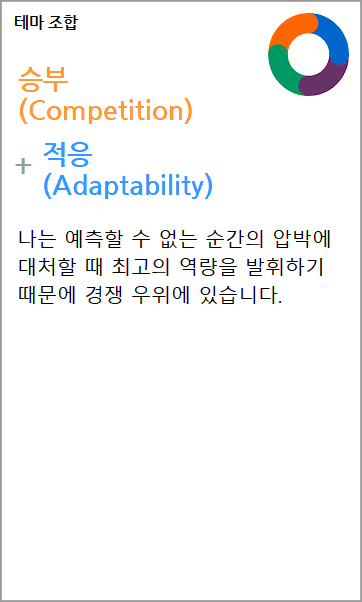 테마 조합
승부
(Competition)
+ 적응
(Adaptability)
나는 예측할 수 없는 순간의 압박에
대처할 때 최고의 역량을 발휘하기
때문에 경쟁 우위에 있습니다.